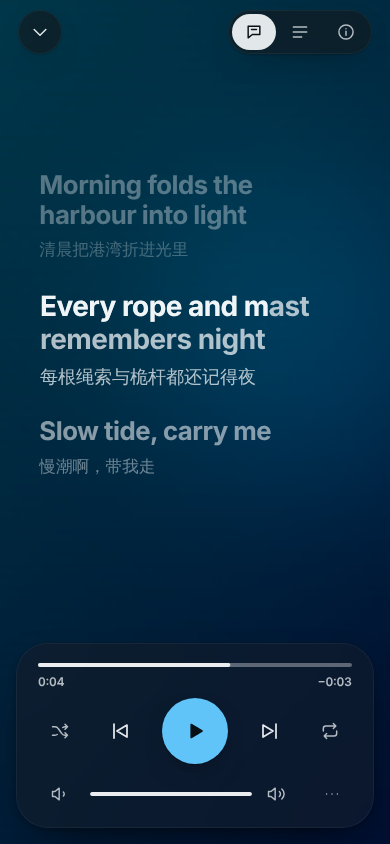 Morning folds the
harbour into light
清晨把港湾折进光里
Every rope and mast
remembers night
每根绳索与桅杆都还记得夜
Slow tide, carry me
慢潮啊，带我走
0:04
−0:03